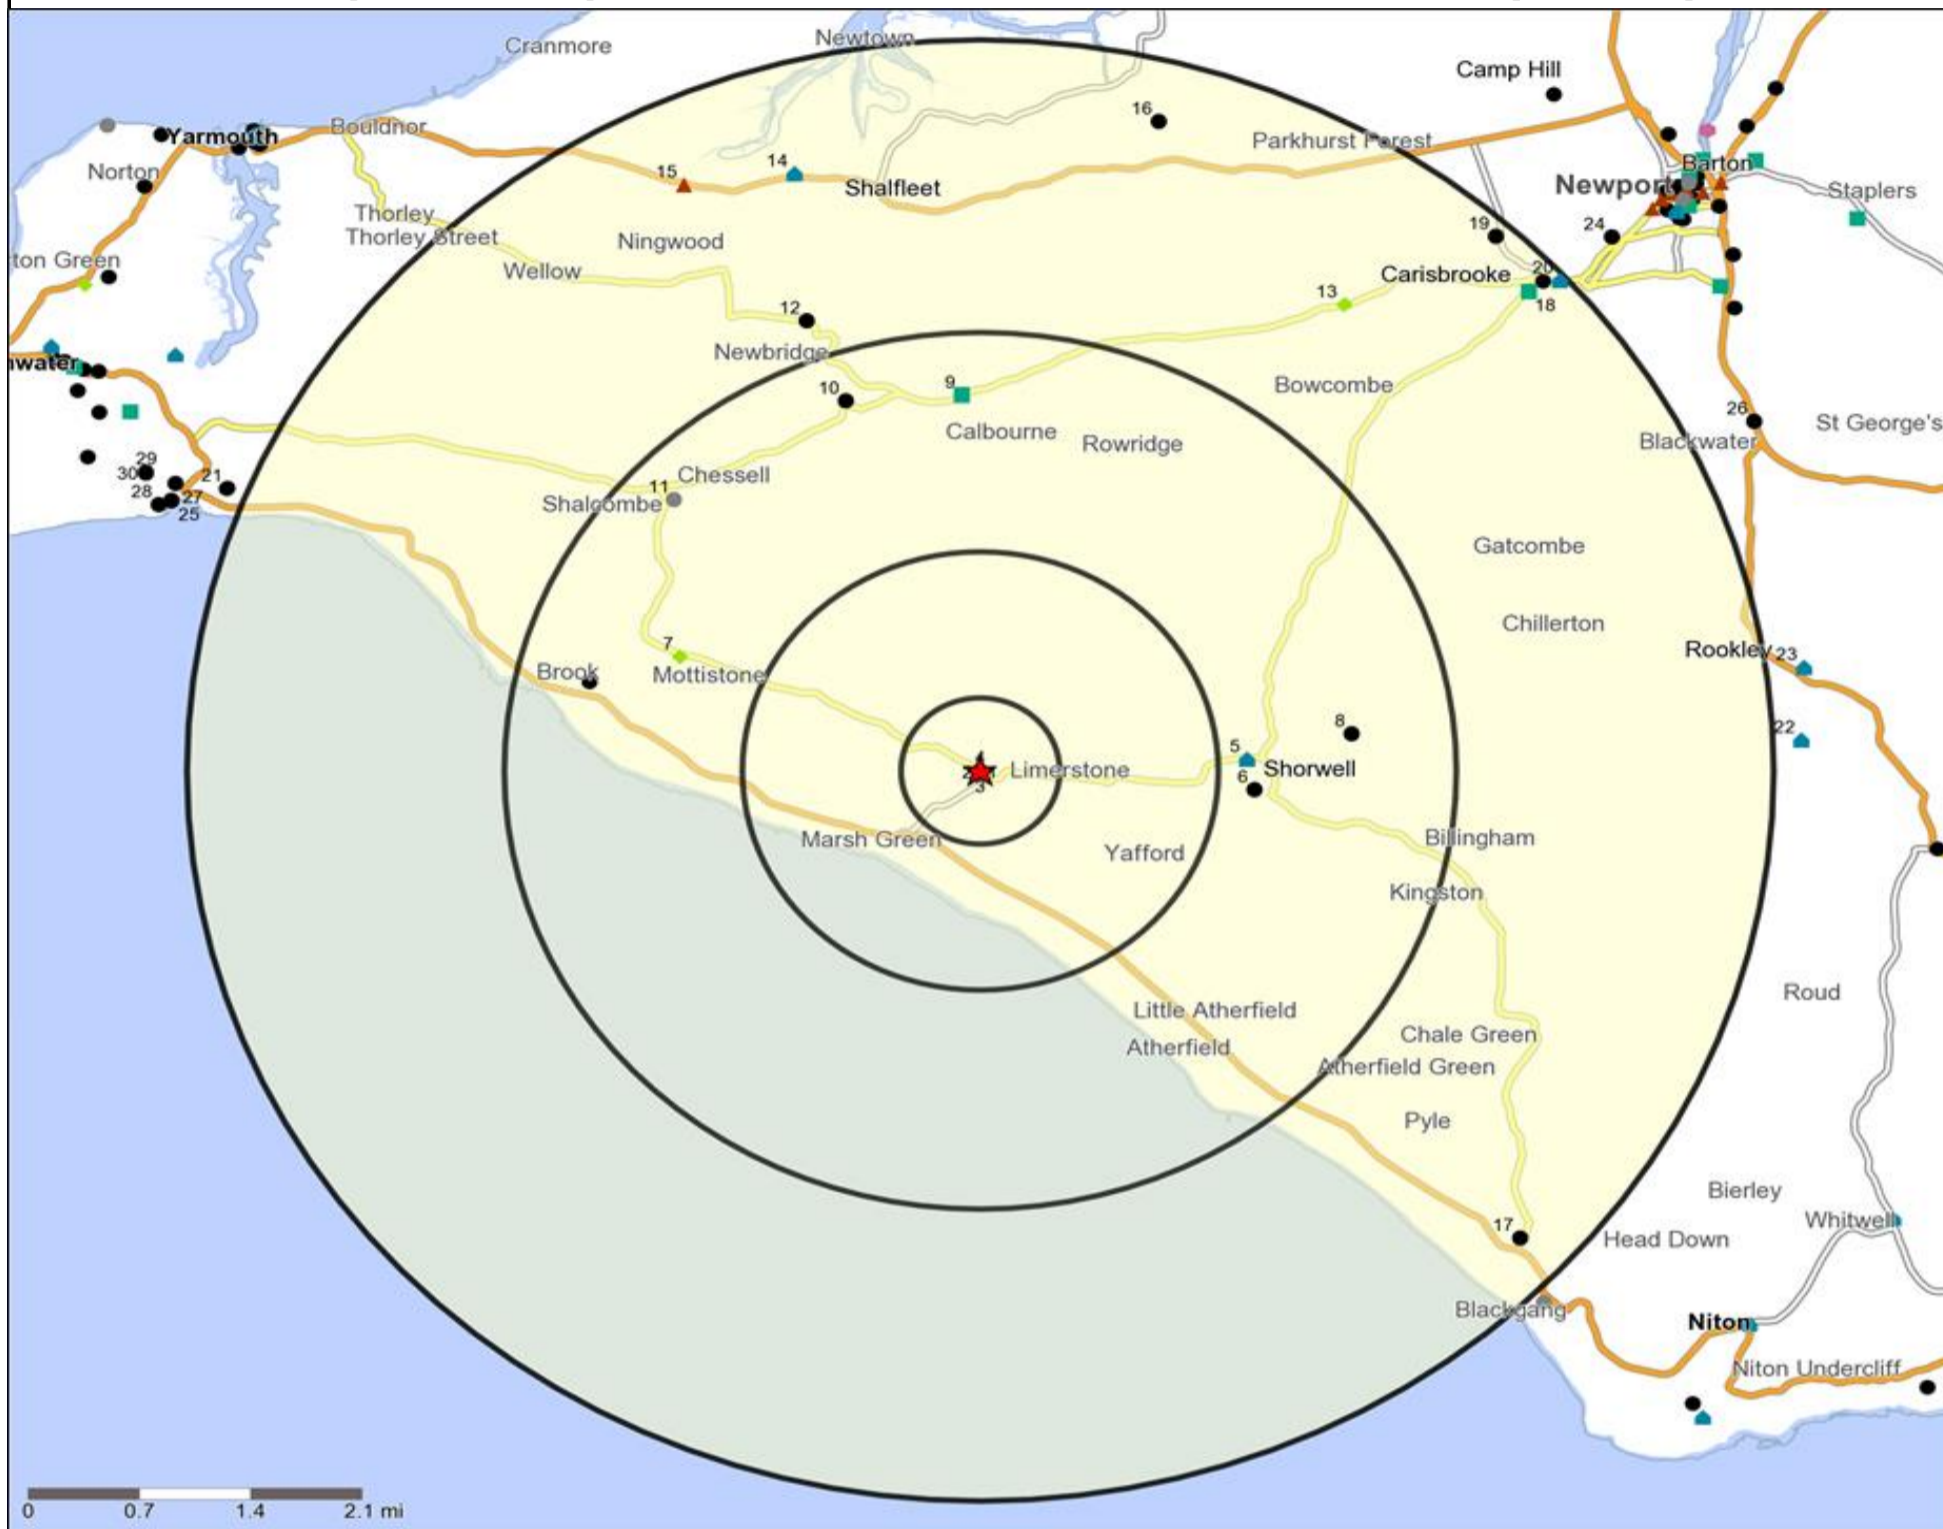 Cranmore
Newtown
Camp Hill
16
Bouldnor
Yarmouth
Parkhurst Forest
Norton
15
14
Shalfleet
Barton
Newport
Staplers
Thorley
Thorley Street
Ningwood
19
24
ton Green
Wellow
20
Carisbrooke
13
18
12
Newbridge
nwater
10
9
Bowcombe
26
St George's
Calbourne
Rowridge
Blackwater
29
30
21
28
27
25
Chessell
11
Shalcombe
Gatcombe
Chillerton
7
Brook
Mottistone
Rookley
23
8
22
5
Limerstone
Shorwell
6
3
Marsh Green
Yafford
Billingham
Kingston
Roud
Little Atherfield
Chale Green
Atherfield
Atherfield Green
Pyle
Bierley
17
Whitwell
Head Down
Blackgang
Niton
Niton Undercliff
0 0.7 1.4 2.1 mi